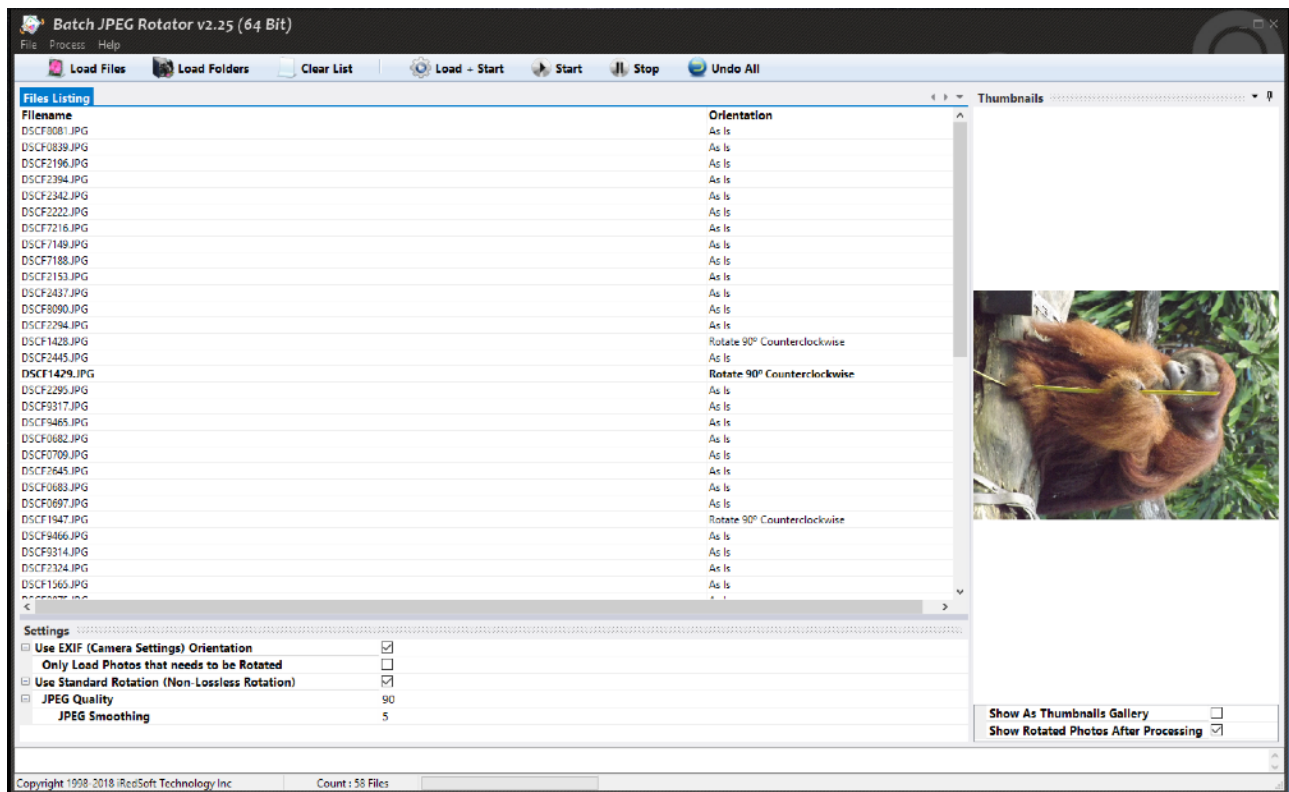 Batch JPEG Rotator v2.25 (64 Bit)
File Process Help
Load Files Load Folders Clear List Load + Start Start Stop Undo All
Files Listing
Filename Orientation
DSCF8081.JPG As Is
DSCF0839.JPG As Is
DSCF2196.JPG As Is
DSCF2394.JPG As Is
DSCF2342.JPG As Is
DSCF2222.JPG As Is
DSCF7216.JPG As Is
DSCF7149.JPG As Is
DSCF7188.JPG As Is
DSCF2153.JPG As Is
DSCF2437.JPG As Is
DSCF8090.JPG As Is
DSCF2294.JPG As Is
DSCF1428.JPG Rotate 90º Counterclockwise
DSCF2445.JPG As Is
DSCF1429.JPG Rotate 90º Counterclockwise
DSCF2295.JPG As Is
DSCF9317.JPG As Is
DSCF9465.JPG As Is
DSCF0682.JPG As Is
DSCF0709.JPG As Is
DSCF2645.JPG As Is
DSCF0683.JPG As Is
DSCF0697.JPG As Is
DSCF1947.JPG Rotate 90º Counterclockwise
DSCF9466.JPG As Is
DSCF9314.JPG As Is
DSCF2324.JPG As Is
DSCF1565.JPG As Is
Thumbnails
Settings
Use EXIF (Camera Settings) Orientation
Only Load Photos that needs to be Rotated
Use Standard Rotation (Non-Lossless Rotation)
JPEG Quality 90
JPEG Smoothing 5
Show As Thumbnails Gallery
Show Rotated Photos After Processing
Copyright 1998-2018 iRedSoft Technology Inc Count : 58 Files